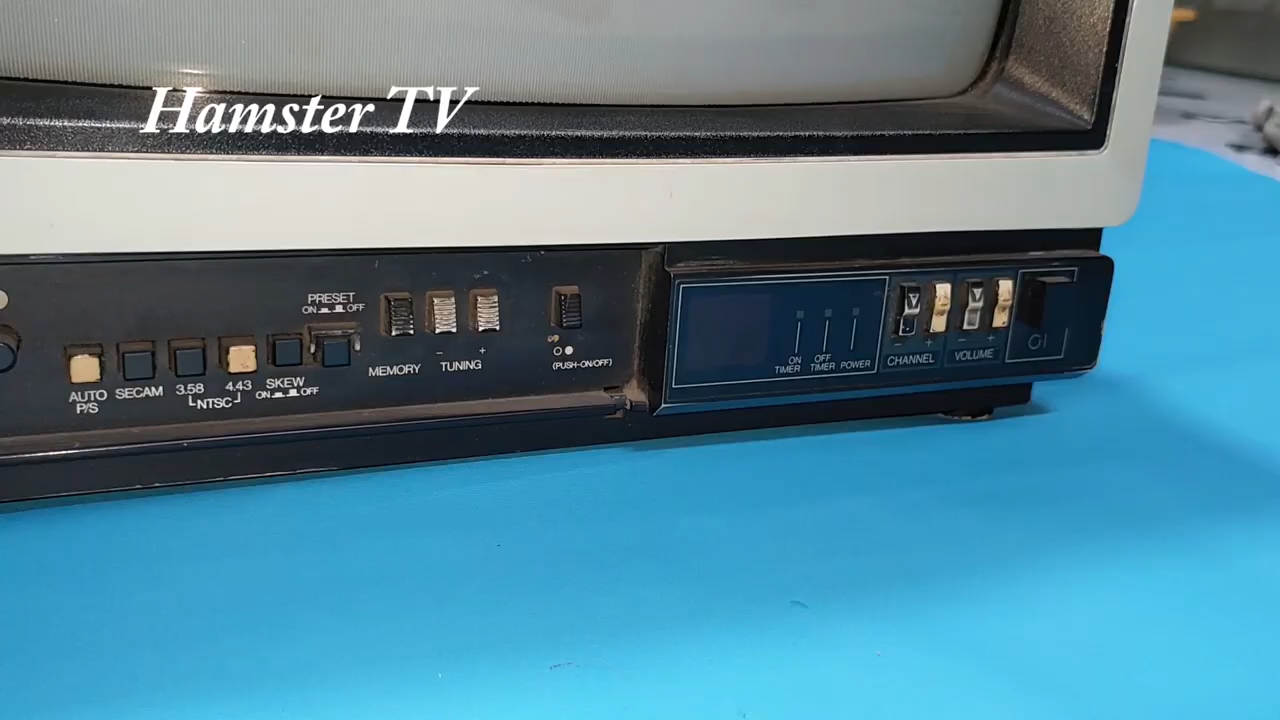 Hamster TV
PRESET
ON OFF
AUTO
P/S
SECAM
3.58
4.43
NTSC
SKEW
ON OFF
MEMORY
- +
TUNING
(PUSH-ON/OFF)
ON
TIMER
OFF
TIMER
POWER
- +
CHANNEL
- +
VOLUME